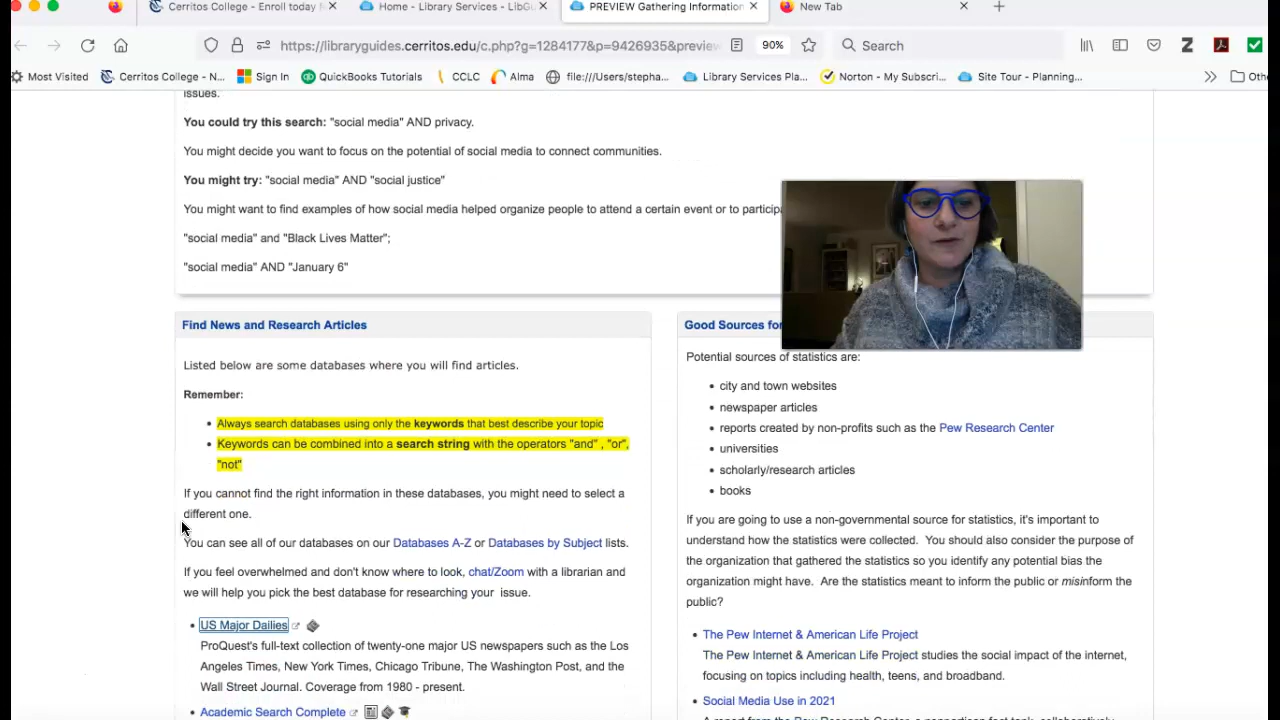 Cerritos College - Enroll today
Home - Library Services - LibGu
PREVIEW Gathering Information
New Tab
https://libraryguides.cerritos.edu/c.php?g=1284177&p=9426935&preview
90%
Search
Most Visited
Cerritos College - N...
Sign In
QuickBooks Tutorials
CCLC
Alma
file:///Users/stepha...
Library Services Pla...
Norton - My Subscri...
Site Tour - Planning...
issues.
You could try this search: "social media" AND privacy.
You might decide you want to focus on the potential of social media to connect communities.
You might try: "social media" AND "social justice"
You might want to find examples of how social media helped organize people to attend a certain event or to participa
"social media" and "Black Lives Matter";
"social media" AND "January 6"
Find News and Research Articles
Listed below are some databases where you will find articles.
Remember:
• Always search databases using only the keywords that best describe your topic
• Keywords can be combined into a search string with the operators "and" , "or",
"not"
If you cannot find the right information in these databases, you might need to select a
different one.
You can see all of our databases on our Databases A-Z or Databases by Subject lists.
If you feel overwhelmed and don't know where to look, chat/Zoom with a librarian and
we will help you pick the best database for researching your issue.
• US Major Dailies
ProQuest's full-text collection of twenty-one major US newspapers such as the Los
Angeles Times, New York Times, Chicago Tribune, The Washington Post, and the
Wall Street Journal. Coverage from 1980 - present.
• Academic Search Complete
Good Sources for
Potential sources of statistics are:
• city and town websites
• newspaper articles
• reports created by non-profits such as the Pew Research Center
• universities
• scholarly/research articles
• books
If you are going to use a non-governmental source for statistics, it's important to
understand how the statistics were collected. You should also consider the purpose of
the organization that gathered the statistics so you identify any potential bias the
organization might have. Are the statistics meant to inform the public or misinform the
public?
• The Pew Internet & American Life Project
The Pew Internet & American Life Project studies the social impact of the internet,
focusing on topics including health, teens, and broadband.
• Social Media Use in 2021